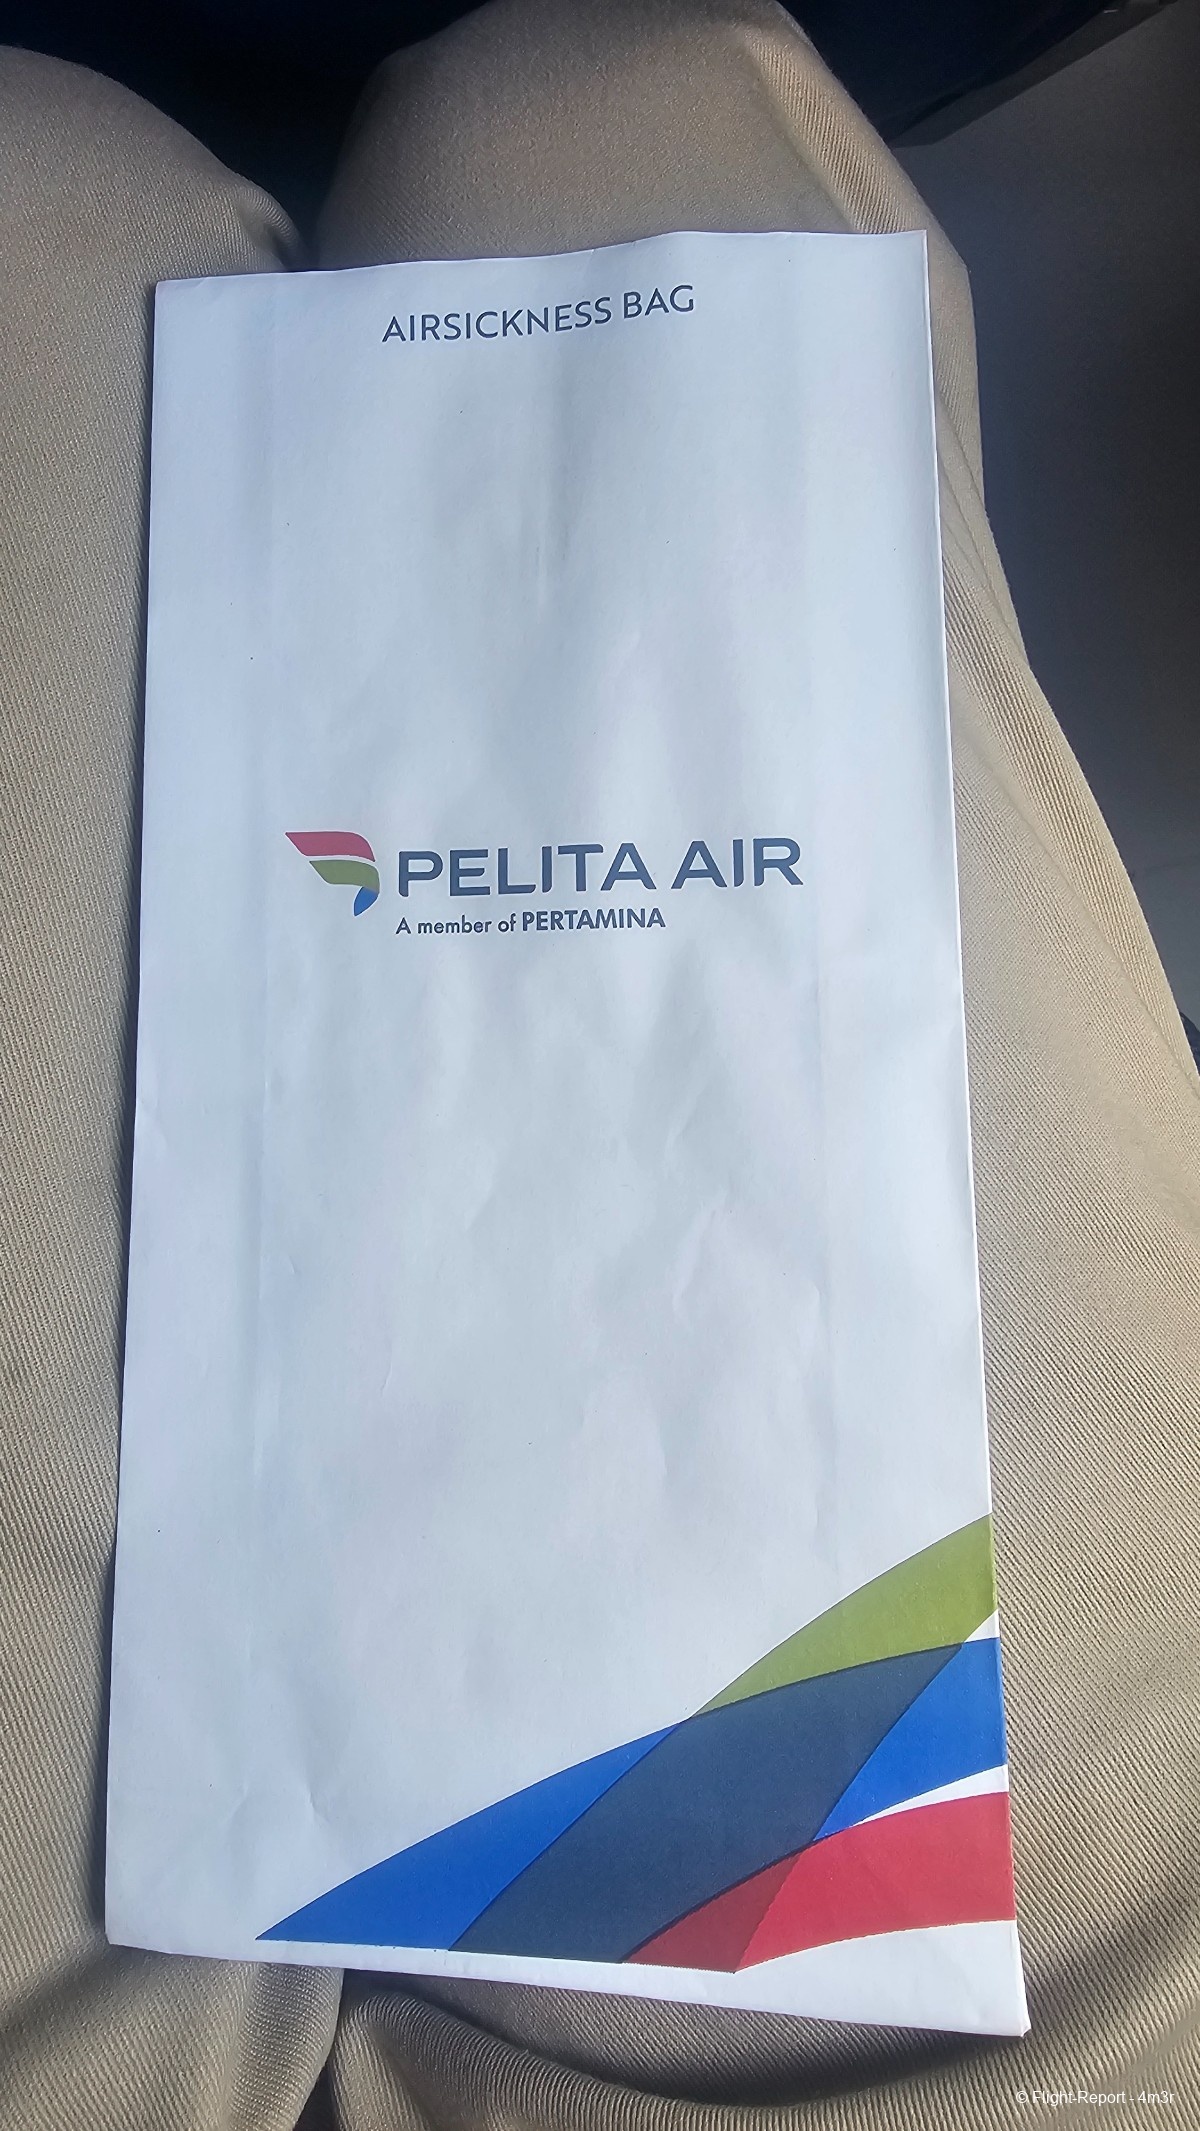 AIRSICKNESS BAG
PELITA AIR
A member of PERTAMINA
© Flight-Report - 4m3r